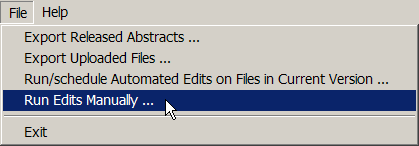 File Help
Export Released Abstracts ...
Export Uploaded Files ...
Run/schedule Automated Edits on Files in Current Version ...
Run Edits Manually ...
Exit